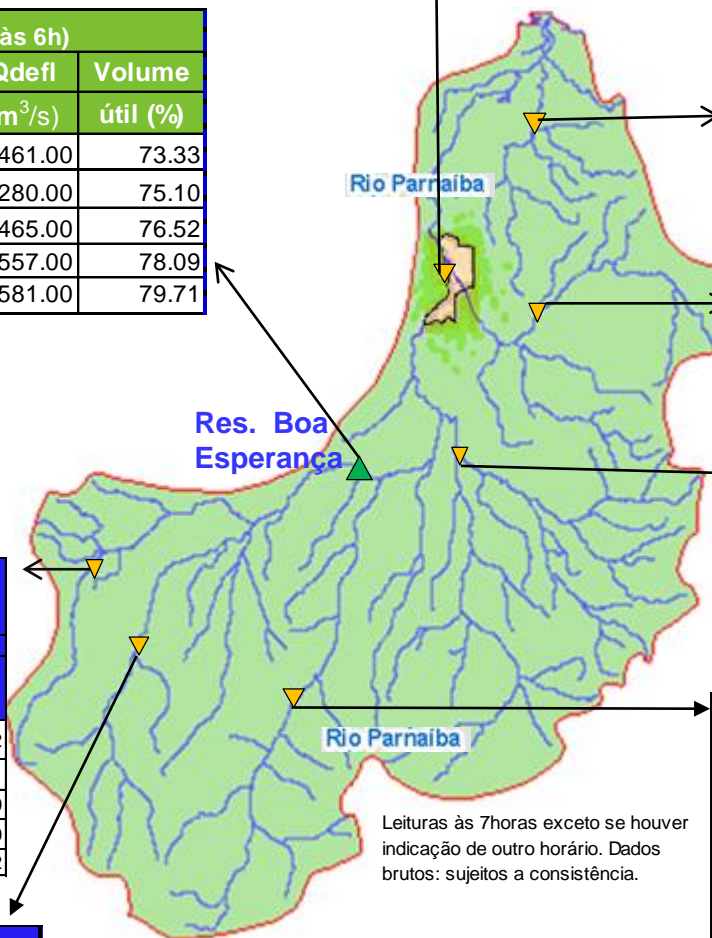 às 6h)
Qdefl Volume
m³/s) útil (%)
461.00 73.33
280.00 75.10
465.00 76.52
557.00 78.09
581.00 79.71
Rio Parnaíba
Res. Boa
Esperança
Rio Parnaíba
Leituras às 7horas exceto se houver
indicação de outro horário. Dados
brutos: sujeitos a consistência.